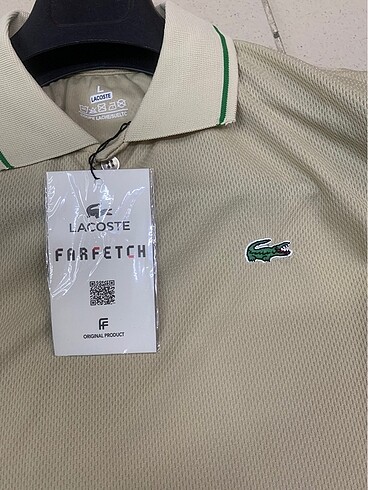 L
LACOSTE
LACOSTE
FARFETCH
FF
ORIGINAL PRODUCT